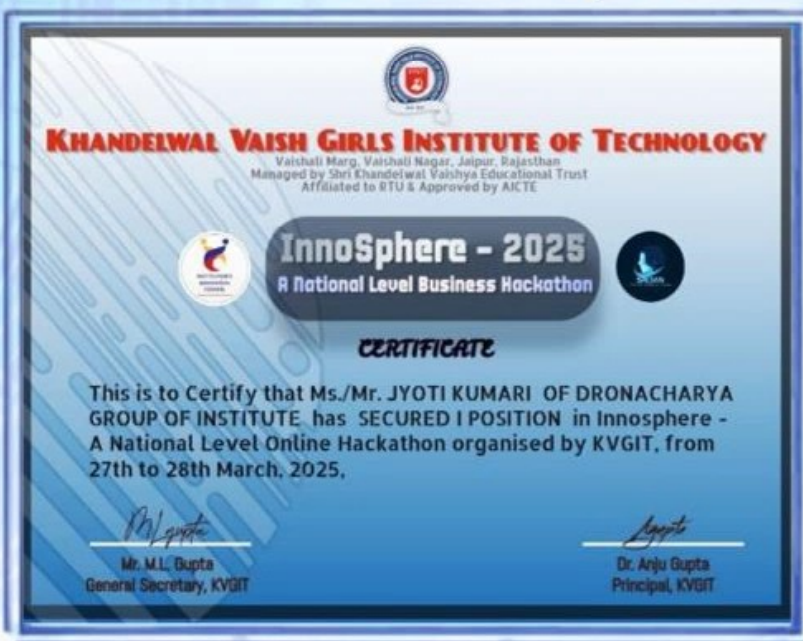 KHANDELWAL VAISH GIRLS INSTITUTE OF TECHNOLOGY
Vaishali Marg, Vaishali Nagar, Jaipur, Rajasthan
Managed by Shri Khandelwal Vaishya Educational Trust
Affiliated to RTU & Approved by AICTE
InnoSphere - 2025
A National Level Business Hackathon
CERTIFICATE
This is to Certify that Ms./Mr. JYOTI KUMARI OF DRONACHARYA
GROUP OF INSTITUTE has SECURED I POSITION in Innosphere -
A National Level Online Hackathon organised by KVGIT, from
27th to 28th March, 2025,
Mr. M.L. Gupta
General Secretary, KVGIT
Dr. Anju Gupta
Principal, KVGIT